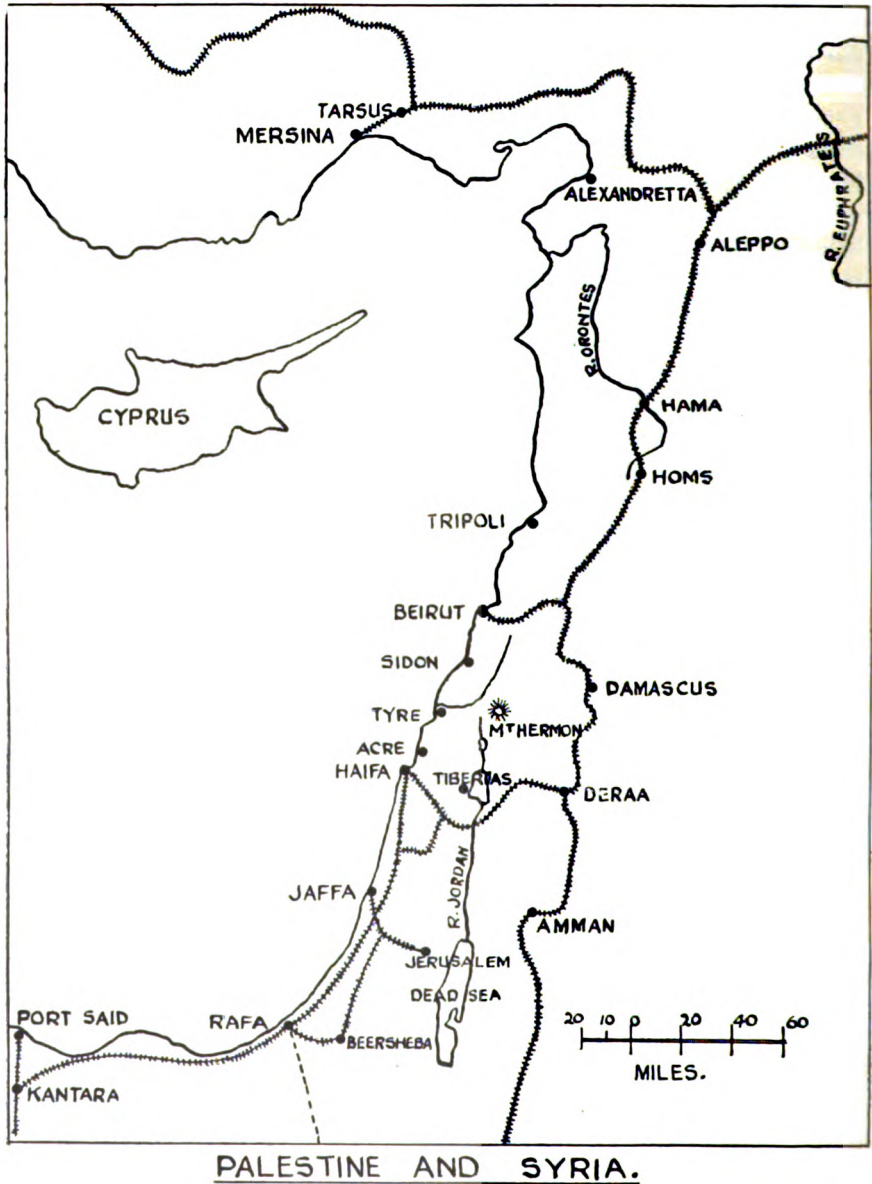 TARSUS
MERSINA
ALEXANDRETTA
R. EUPHRATES
ALEPPO
R. ORONTES
CYPRUS
HAMA
HOMS
TRIPOLI
BEIRUT
SIDON
DAMASCUS
TYRE
MT HERMON
ACRE
HAIFA
TIBERIAS
DERAA
R. JORDAN
JAFFA
AMMAN
JERUSALEM
DEAD SEA
PORT SAID
RAFA
BEERSHEBA
20 10 0 20 40 60
MILES.
KANTARA
PALESTINE AND SYRIA.